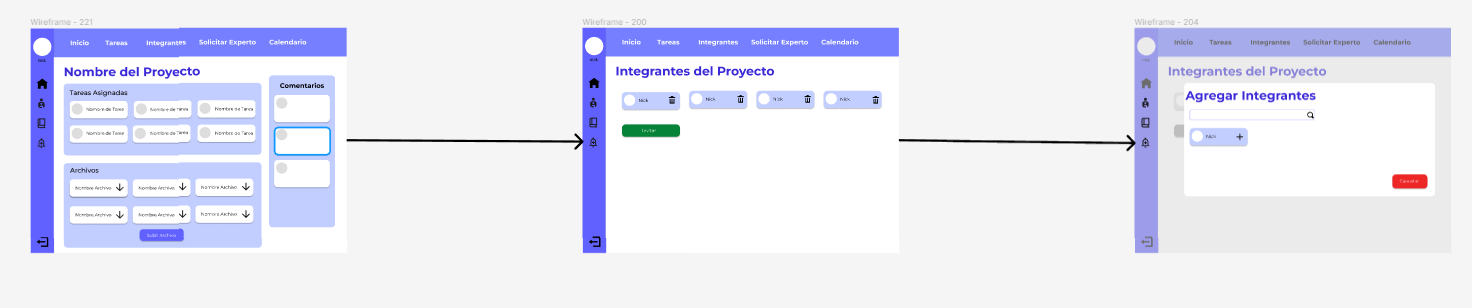 Wireframe - 221
Inicio Tareas Integrantes Solicitar Experto Calendario
Nombre del Proyecto
Tareas Asignadas
Nombre de Tarea Nombre de Tarea Nombre de Tarea
Nombre de Tarea Nombre de Tarea Nombre de Tarea
Archivos
Nombre Archivo Nombre Archivo Nombre Archivo
Nombre Archivo Nombre Archivo Nombre Archivo
Subir Archivo
Comentarios
Wireframe - 200
Inicio Tareas Integrantes Solicitar Experto Calendario
Integrantes del Proyecto
Nick Nick Nick Nick
Invitar
Wireframe - 204
Inicio Tareas Integrantes Solicitar Experto Calendario
Integrantes del Proyecto
Agregar Integrantes
Nick
Cancelar